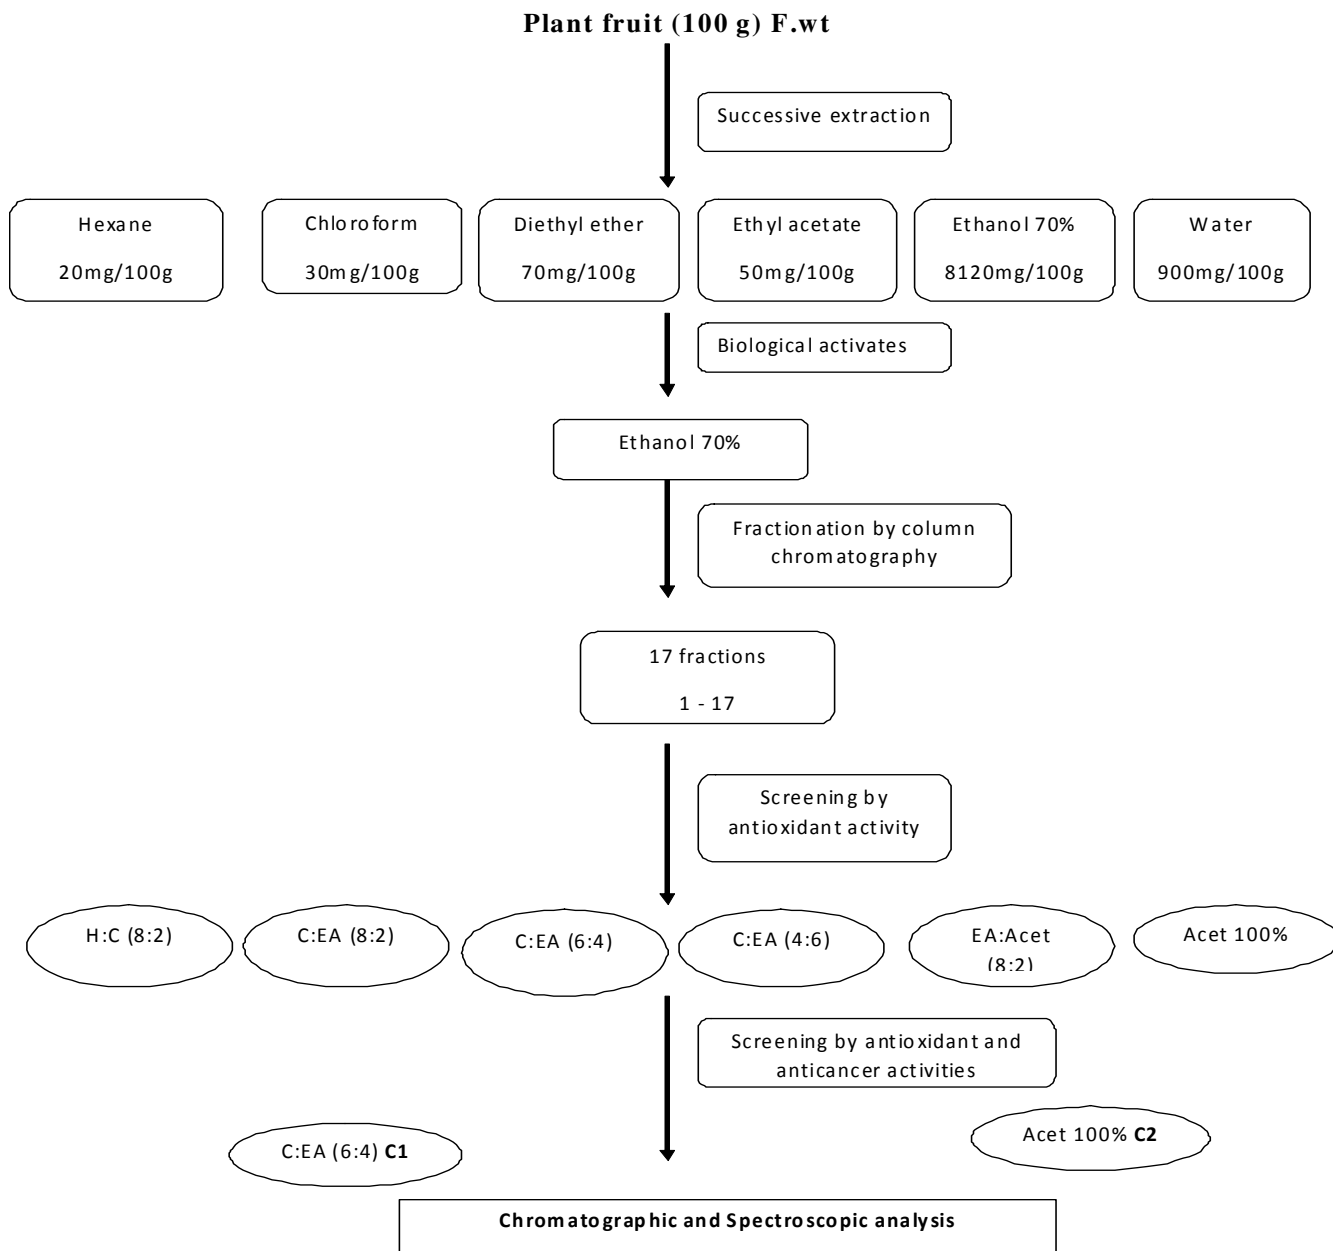 Plant fruit (100 g) F.wt
Successive extraction
Hexane
20mg/100g
Chloroform
30mg/100g
Diethyl ether
70mg/100g
Ethyl acetate
50mg/100g
Ethanol 70%
8120mg/100g
Water
900mg/100g
Biological activates
Ethanol 70%
Fractionation by column
chromatography
17 fractions
1 - 17
Screening by
antioxidant activity
H:C (8:2)
C:EA (8:2)
C:EA (6:4)
C:EA (4:6)
EA:Acet
(8:2)
Acet 100%
Screening by antioxidant and
anticancer activities
C:EA (6:4) C1
Acet 100% C2
Chromatographic and Spectroscopic analysis